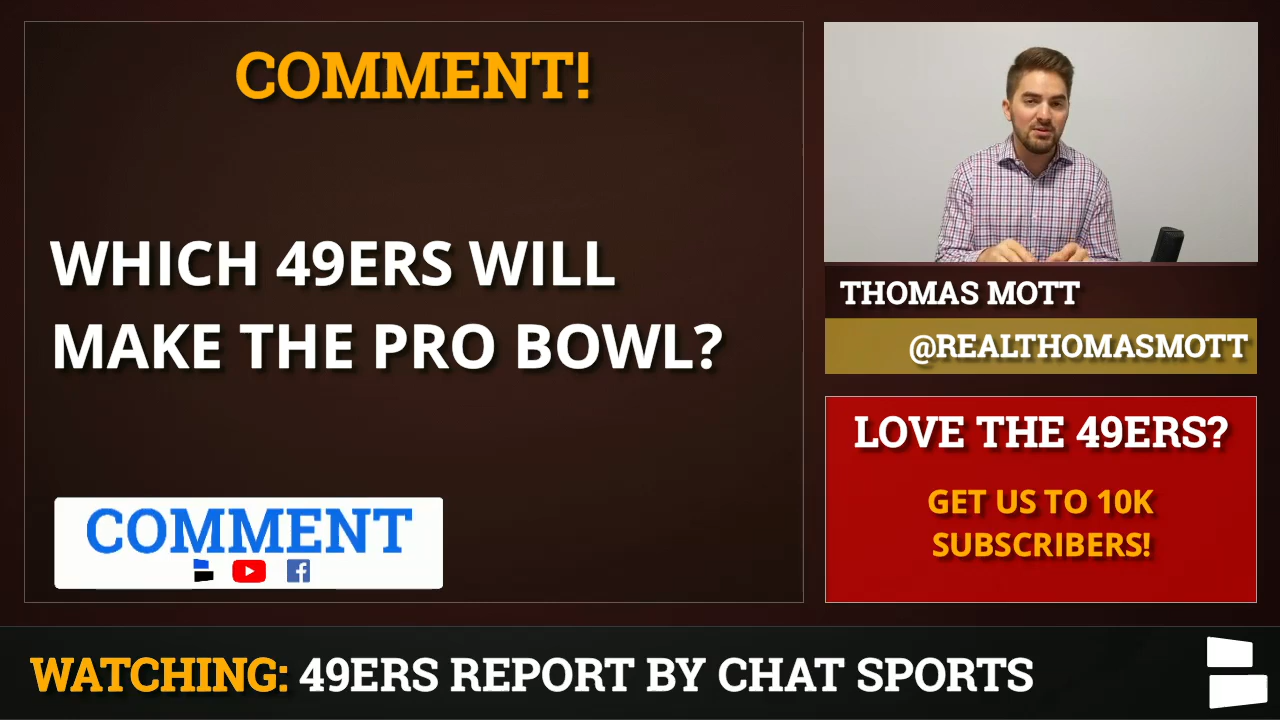 COMMENT!
WHICH 49ERS WILL
MAKE THE PRO BOWL?
COMMENT
THOMAS MOTT
@REALTHOMASMOTT
LOVE THE 49ERS?
GET US TO 10K
SUBSCRIBERS!
WATCHING: 49ERS REPORT BY CHAT SPORTS